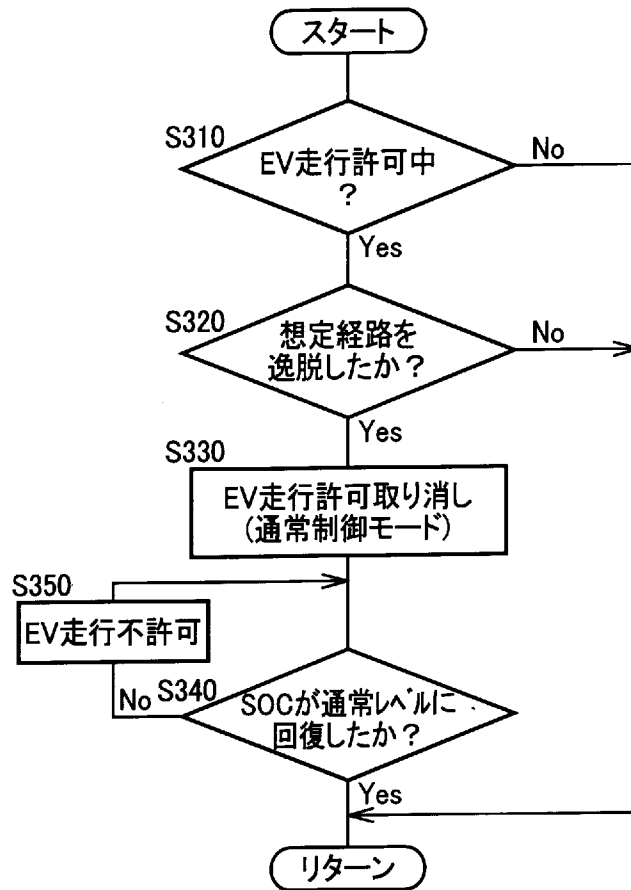 スタート
S310
EV走行許可中
?
No
Yes
S320
想定経路を
逸脱したか?
No
Yes
S330
EV走行許可取り消し
(通常制御モード)
S350
EV走行不許可
No
S340
SOCが通常レベルに
回復したか?
Yes
リターン